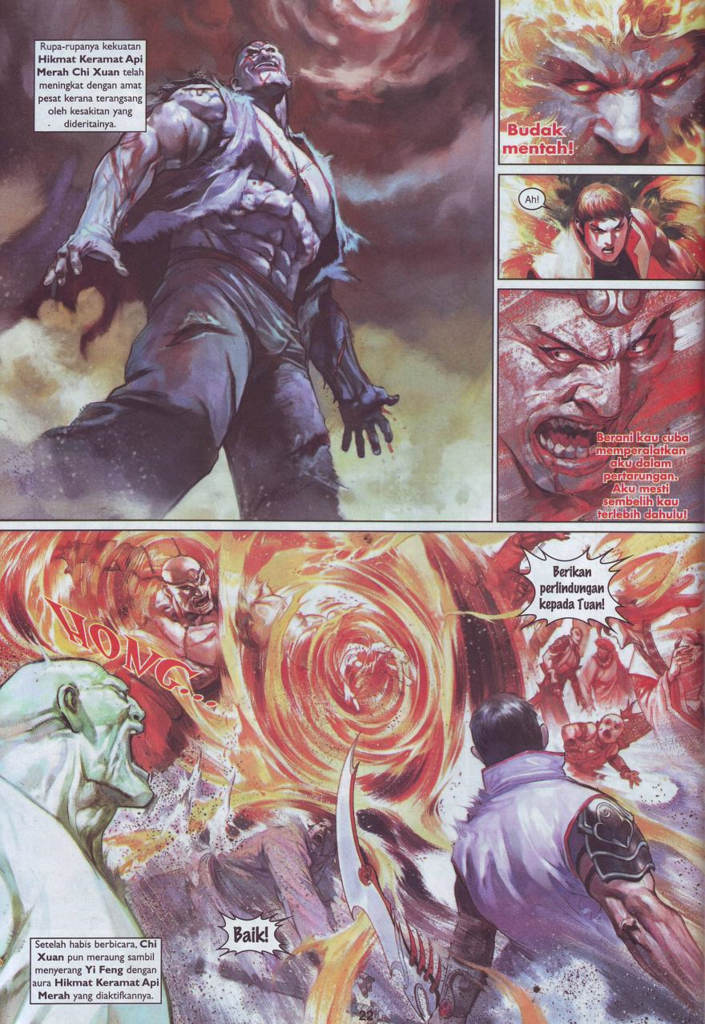 Rupa-rupanya kekuatan
Hikmat Keramat Api
Merah Chi Xuan telah
meningkat dengan amat
pesat kerana terangsang
oleh kesakitan yang
dideritainya.
Budak
mentah!
Ah!
Berani kau cuba
memperalatkan
aku dalam
pertarungan.
Aku mesti
sembelih kau
terlebih dahulu!
HONG...
Berikan
perlindungan
kepada Tuan!
Baik!
Setelah habis berbicara, Chi
Xuan pun meraung sambil
menyerang Yi Feng dengan
aura Hikmat Keramat Api
Merah yang diaktifkannya.
22